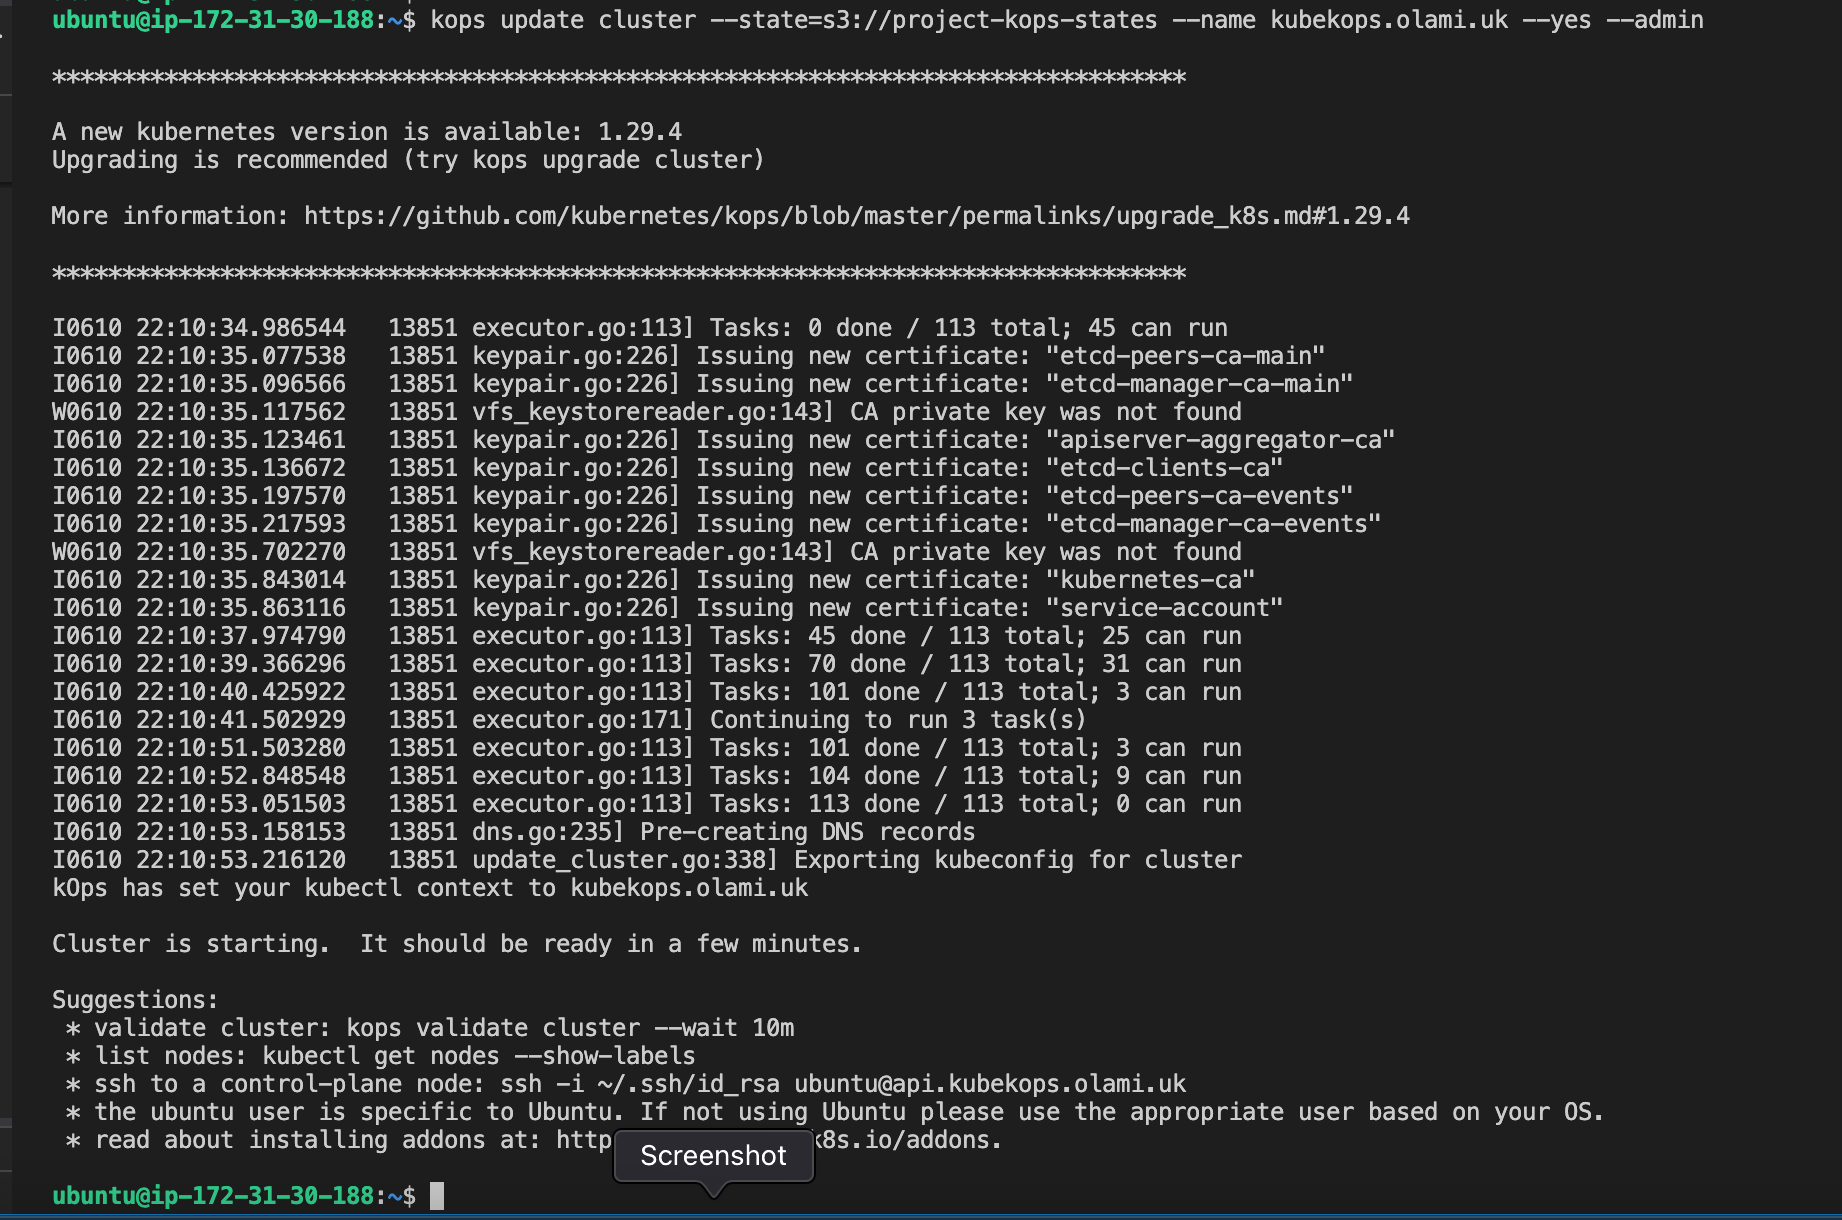 ubuntu@ip-172-31-30-188:~$ kops update cluster --state=s3://project-kops-states --name kubekops.olami.uk --yes --admin
*********************************************************************************
A new kubernetes version is available: 1.29.4
Upgrading is recommended (try kops upgrade cluster)
More information: https://github.com/kubernetes/kops/blob/master/permalinks/upgrade_k8s.md#1.29.4
*********************************************************************************
I0610 22:10:34.986544   13851 executor.go:113] Tasks: 0 done / 113 total; 45 can run
I0610 22:10:35.077538   13851 keypair.go:226] Issuing new certificate: "etcd-peers-ca-main"
I0610 22:10:35.096566   13851 keypair.go:226] Issuing new certificate: "etcd-manager-ca-main"
W0610 22:10:35.117562   13851 vfs_keystorereader.go:143] CA private key was not found
I0610 22:10:35.123461   13851 keypair.go:226] Issuing new certificate: "apiserver-aggregator-ca"
I0610 22:10:35.136672   13851 keypair.go:226] Issuing new certificate: "etcd-clients-ca"
I0610 22:10:35.197570   13851 keypair.go:226] Issuing new certificate: "etcd-peers-ca-events"
I0610 22:10:35.217593   13851 keypair.go:226] Issuing new certificate: "etcd-manager-ca-events"
W0610 22:10:35.702270   13851 vfs_keystorereader.go:143] CA private key was not found
I0610 22:10:35.843014   13851 keypair.go:226] Issuing new certificate: "kubernetes-ca"
I0610 22:10:35.863116   13851 keypair.go:226] Issuing new certificate: "service-account"
I0610 22:10:37.974790   13851 executor.go:113] Tasks: 45 done / 113 total; 25 can run
I0610 22:10:39.366296   13851 executor.go:113] Tasks: 70 done / 113 total; 31 can run
I0610 22:10:40.425922   13851 executor.go:113] Tasks: 101 done / 113 total; 3 can run
I0610 22:10:41.502929   13851 executor.go:171] Continuing to run 3 task(s)
I0610 22:10:51.503280   13851 executor.go:113] Tasks: 101 done / 113 total; 3 can run
I0610 22:10:52.848548   13851 executor.go:113] Tasks: 104 done / 113 total; 9 can run
I0610 22:10:53.051503   13851 executor.go:113] Tasks: 113 done / 113 total; 0 can run
I0610 22:10:53.158153   13851 dns.go:235] Pre-creating DNS records
I0610 22:10:53.216120   13851 update_cluster.go:338] Exporting kubeconfig for cluster
kOps has set your kubectl context to kubekops.olami.uk
Cluster is starting.  It should be ready in a few minutes.
Suggestions:
 * validate cluster: kops validate cluster --wait 10m
 * list nodes: kubectl get nodes --show-labels
 * ssh to a control-plane node: ssh -i ~/.ssh/id_rsa ubuntu@api.kubekops.olami.uk
 * the ubuntu user is specific to Ubuntu. If not using Ubuntu please use the appropriate user based on your OS.
 * read about installing addons at: http k8s.io/addons.
Screenshot
ubuntu@ip-172-31-30-188:~$